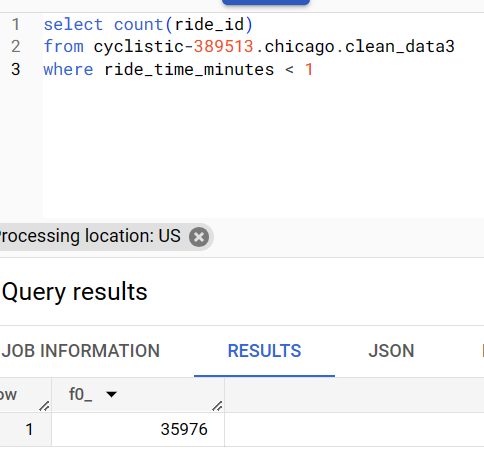 1 select count(ride_id)
2 from cyclistic-389513.chicago.clean_data3
3 where ride_time_minutes < 1
rocessing location: US
Query results
JOB INFORMATION RESULTS JSON
ow f0_
1 35976